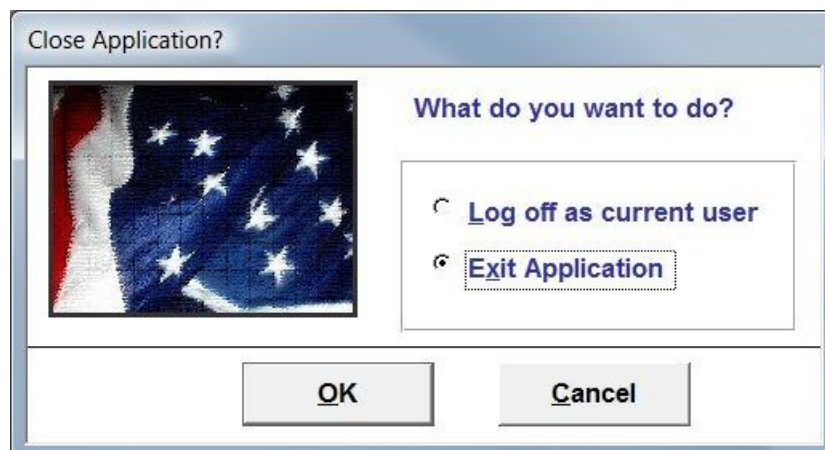 Close Application?
What do you want to do?
Log off as current user
Exit Application
OK
Cancel